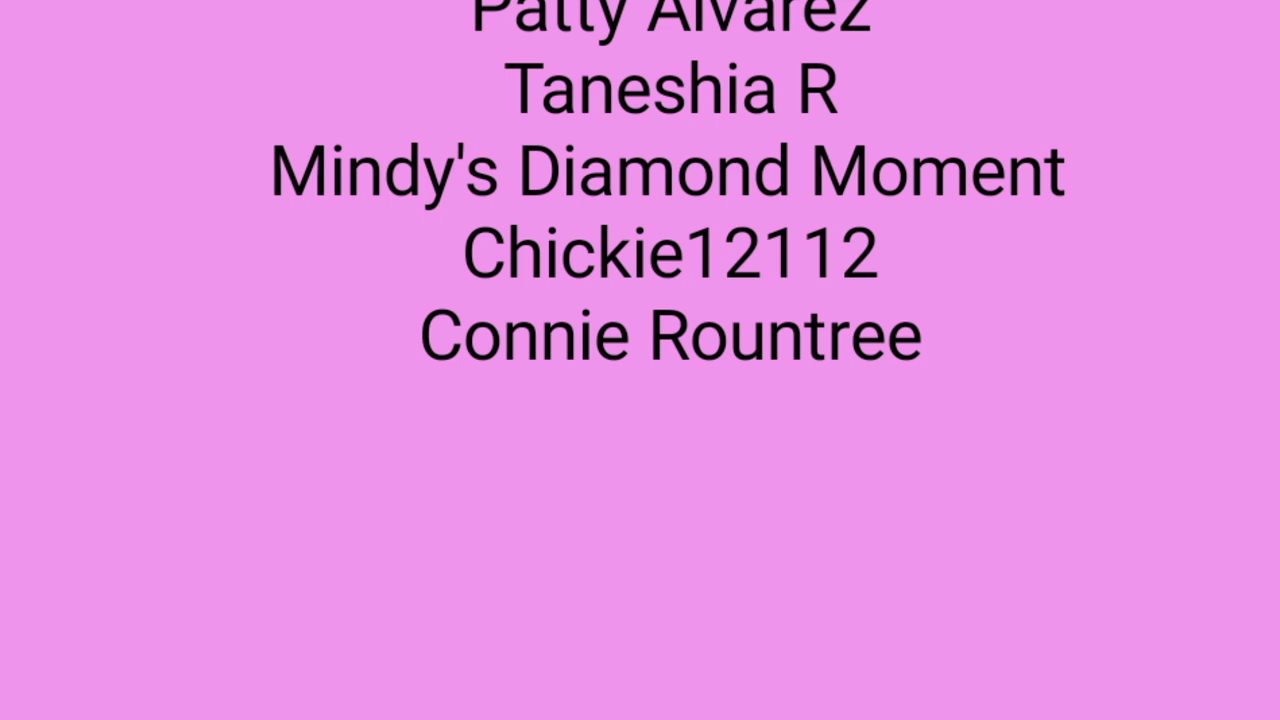 Patty Alvarez
Taneshia R
Mindy's Diamond Moment
Chickie12112
Connie Rountree